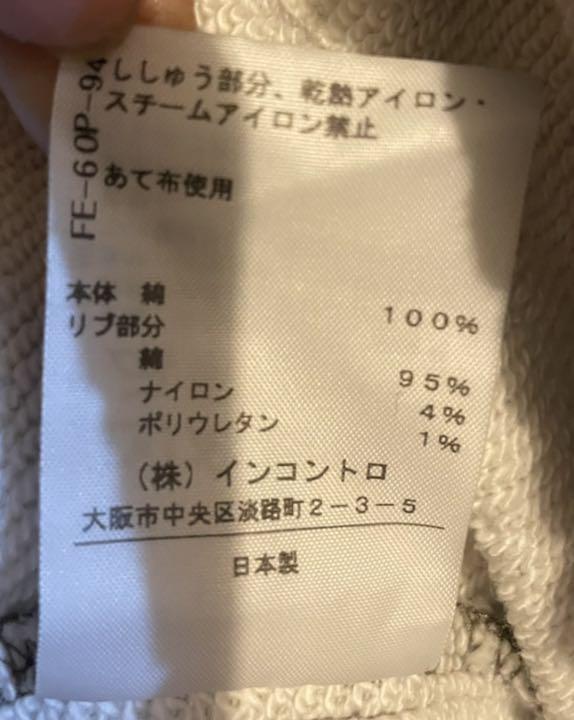 FE-60P-94
ししゅう部分、乾熱アイロン・
スチームアイロン禁止
あて布使用
本体 綿 100%
リブ部分
綿 95%
ナイロン 4%
ポリウレタン 1%
(株)インコントロ
大阪市中央区淡路町2-3-5
日本製